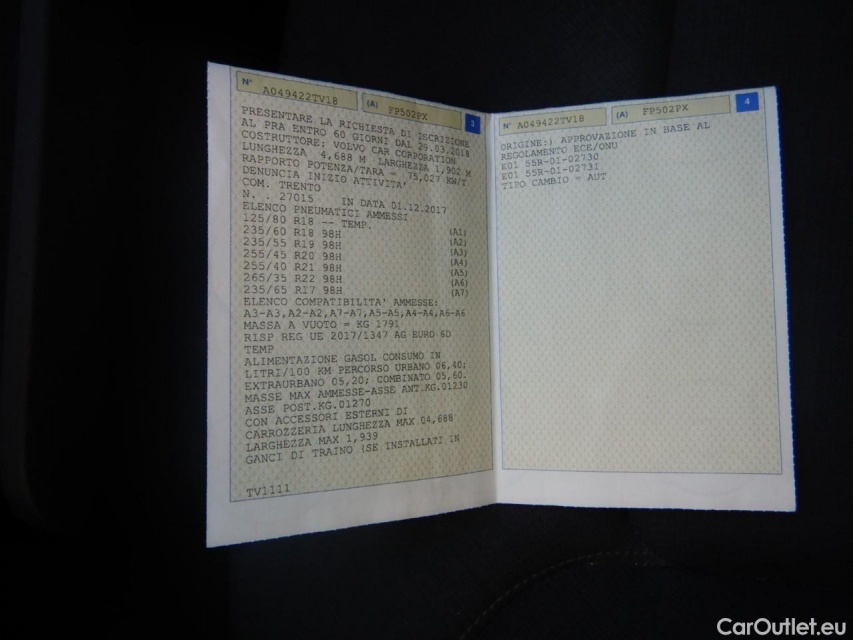 N° A049422TV18 (A) FP502PX 3
PRESENTARE LA RICHIESTA DI ISCRIZIONE
AL PRA ENTRO 60 GIORNI DAL 29.03.2018
COSTRUTTORE: VOLVO CAR CORPORATION
LUNGHEZZA 4,688 M LARGHEZZA 1,902 M
RAPPORTO POTENZA/TARA = 75,027 KW/T
DENUNCIA INIZIO ATTIVITA'
COM. TRENTO
N. . 27015 IN DATA 01.12.2017
ELENCO PNEUMATICI AMMESSI
125/80 R18 -- TEMP.
235/60 R18 98H (A1)
235/55 R19 98H (A2)
255/45 R20 98H (A3)
255/40 R21 98H (A4)
265/35 R22 98H (A5)
235/65 R17 98H (A6)
(A7)
ELENCO COMPATIBILITA' AMMESSE:
A3-A3,A2-A2,A7-A7,A5-A5,A4-A4,A6-A6
MASSA A VUOTO = KG 1791
RISP REG UE 2017/1347 AG EURO 6D
TEMP
ALIMENTAZIONE GASOL CONSUMO IN
LITRI/100 KM PERCORSO URBANO 06,40;
EXTRAURBANO 05,20; COMBINATO 05,60.
MASSE MAX AMMESSE-ASSE ANT.KG.01230
ASSE POST.KG.01270
CON ACCESSORI ESTERNI DI
CARROZZERIA LUNGHEZZA MAX 04,688
LARGHEZZA MAX 1,939
GANCI DI TRAINO (SE INSTALLATI IN
TV1111
N° A049422TV18 (A) FP502PX 4
ORIGINE:) APPROVAZIONE IN BASE AL
REGOLAMENTO ECE/ONU
E01 55R-01-02730
E01 55R-01-02731
TIPO CAMBIO = AUT
CarOutlet.eu